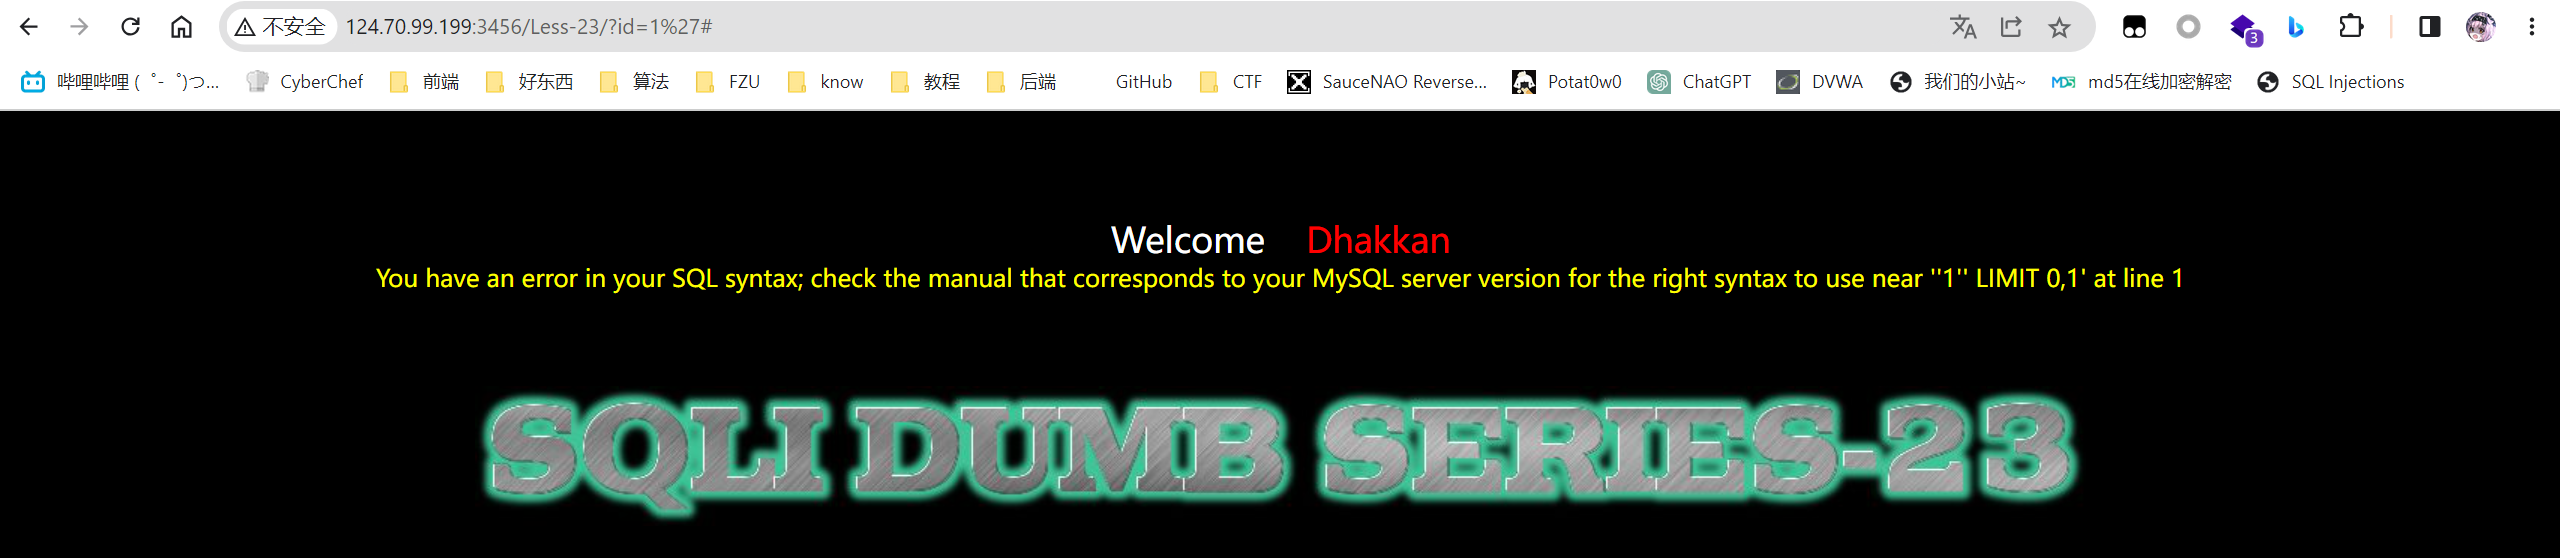 不安全 124.70.99.199:3456/Less-23/?id=1%27#
3
哔哩哔哩 ( ゜- ゜)つ... CyberChef 前端 好东西 算法 FZU know 教程 后端 GitHub CTF SauceNAO Reverse... Potat0w0 ChatGPT DVWA 我们的小站~ MD5 md5在线加密解密 SQL Injections
Welcome Dhakkan
You have an error in your SQL syntax; check the manual that corresponds to your MySQL server version for the right syntax to use near ''1'' LIMIT 0,1' at line 1
SQLI DUMB SERIES-23